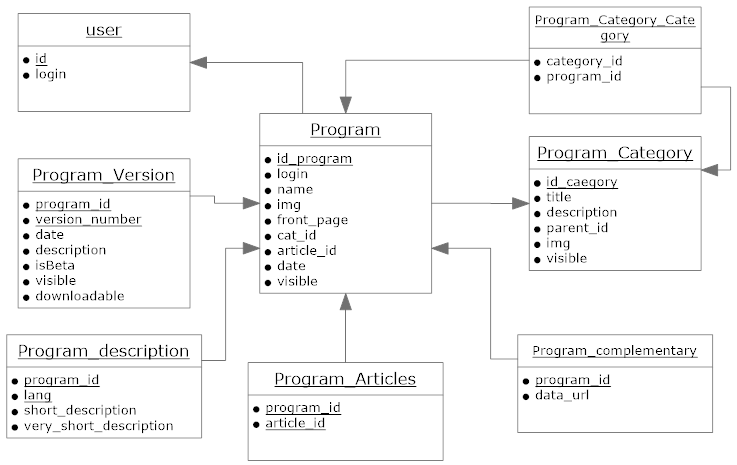 user
id
login
Program_Category_Cate
gory
category_id
program_id
Program
id_program
login
name
img
front_page
cat_id
article_id
date
visible
Program_Category
id_caegory
title
description
parent_id
img
visible
Program_Version
program_id
version_number
date
description
isBeta
visible
downloadable
Program_description
program_id
lang
short_description
very_short_description
Program_Articles
program_id
article_id
Program_complementary
program_id
data_url